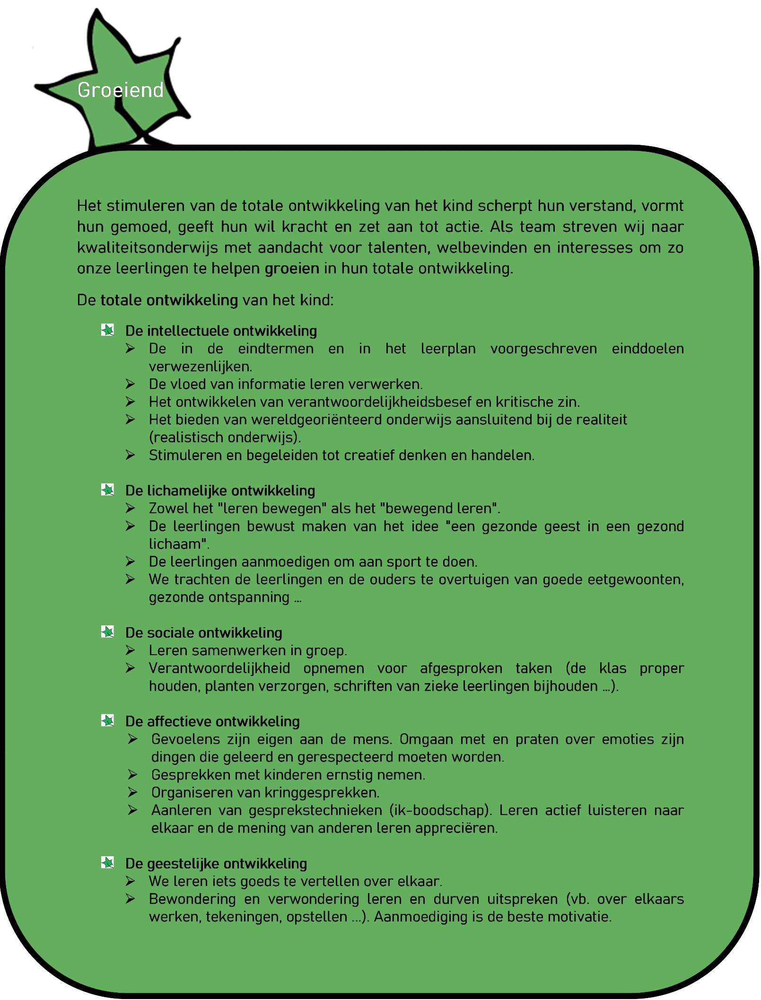 Groeiend
Het stimuleren van de totale ontwikkeling van het kind scherpt hun verstand, vormt
hun gemoed, geeft hun wil kracht en zet aan tot actie. Als team streven wij naar
kwaliteitsonderwijs met aandacht voor talenten, welbevinden en interesses om zo
onze leerlingen te helpen groeien in hun totale ontwikkeling.
De totale ontwikkeling van het kind:
De intellectuele ontwikkeling
➢ De in de eindtermen en in het leerplan voorgeschreven einddoelen
verwezenlijken.
➢ De vloed van informatie leren verwerken.
➢ Het ontwikkelen van verantwoordelijkheidsbesef en kritische zin.
➢ Het bieden van wereldgeoriënteerd onderwijs aansluitend bij de realiteit
(realistisch onderwijs).
➢ Stimuleren en begeleiden tot creatief denken en handelen.
De lichamelijke ontwikkeling
➢ Zowel het "leren bewegen" als het "bewegend leren".
➢ De leerlingen bewust maken van het idee "een gezonde geest in een gezond
lichaam".
➢ De leerlingen aanmoedigen om aan sport te doen.
➢ We trachten de leerlingen en de ouders te overtuigen van goede eetgewoonten,
gezonde ontspanning …
De sociale ontwikkeling
➢ Leren samenwerken in groep.
➢ Verantwoordelijkheid opnemen voor afgesproken taken (de klas proper
houden, planten verzorgen, schriften van zieke leerlingen bijhouden …).
De affectieve ontwikkeling
➢ Gevoelens zijn eigen aan de mens. Omgaan met en praten over emoties zijn
dingen die geleerd en gerespecteerd moeten worden.
➢ Gesprekken met kinderen ernstig nemen.
➢ Organiseren van kringgesprekken.
➢ Aanleren van gesprekstechnieken (ik-boodschap). Leren actief luisteren naar
elkaar en de mening van anderen leren appreciëren.
De geestelijke ontwikkeling
➢ We leren iets goeds te vertellen over elkaar.
➢ Bewondering en verwondering leren en durven uitspreken (vb. over elkaars
werken, tekeningen, opstellen …). Aanmoediging is de beste motivatie.